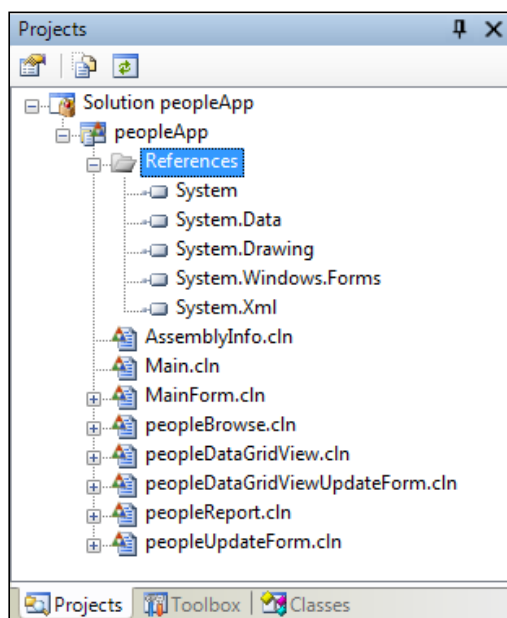 Projects
Solution peopleApp
peopleApp
References
System
System.Data
System.Drawing
System.Windows.Forms
System.Xml
AssemblyInfo.cln
Main.cln
MainForm.cln
peopleBrowse.cln
peopleDataGridView.cln
peopleDataGridViewUpdateForm.cln
peopleReport.cln
peopleUpdateForm.cln
Projects Toolbox Classes